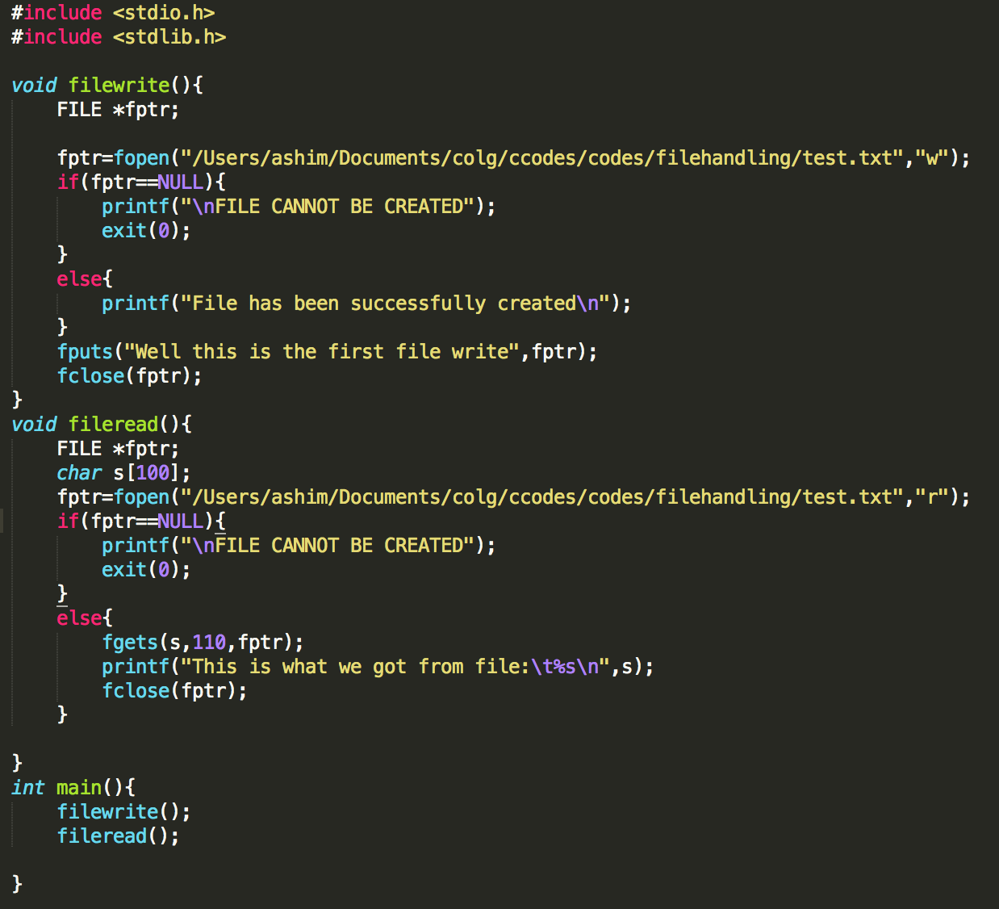 #include <stdio.h>
#include <stdlib.h>

void filewrite(){
    FILE *fptr;

    fptr=fopen("/Users/ashim/Documents/colg/ccodes/codes/filehandling/test.txt","w");
    if(fptr==NULL){
        printf("\nFILE CANNOT BE CREATED");
        exit(0);
    }
    else{
        printf("File has been successfully created\n");
    }
    fputs("Well this is the first file write",fptr);
    fclose(fptr);
}
void fileread(){
    FILE *fptr;
    char s[100];
    fptr=fopen("/Users/ashim/Documents/colg/ccodes/codes/filehandling/test.txt","r");
    if(fptr==NULL){
        printf("\nFILE CANNOT BE CREATED");
        exit(0);
    }
    else{
        fgets(s,110,fptr);
        printf("This is what we got from file:\t%s\n",s);
        fclose(fptr);
    }

}
int main(){
    filewrite();
    fileread();

}